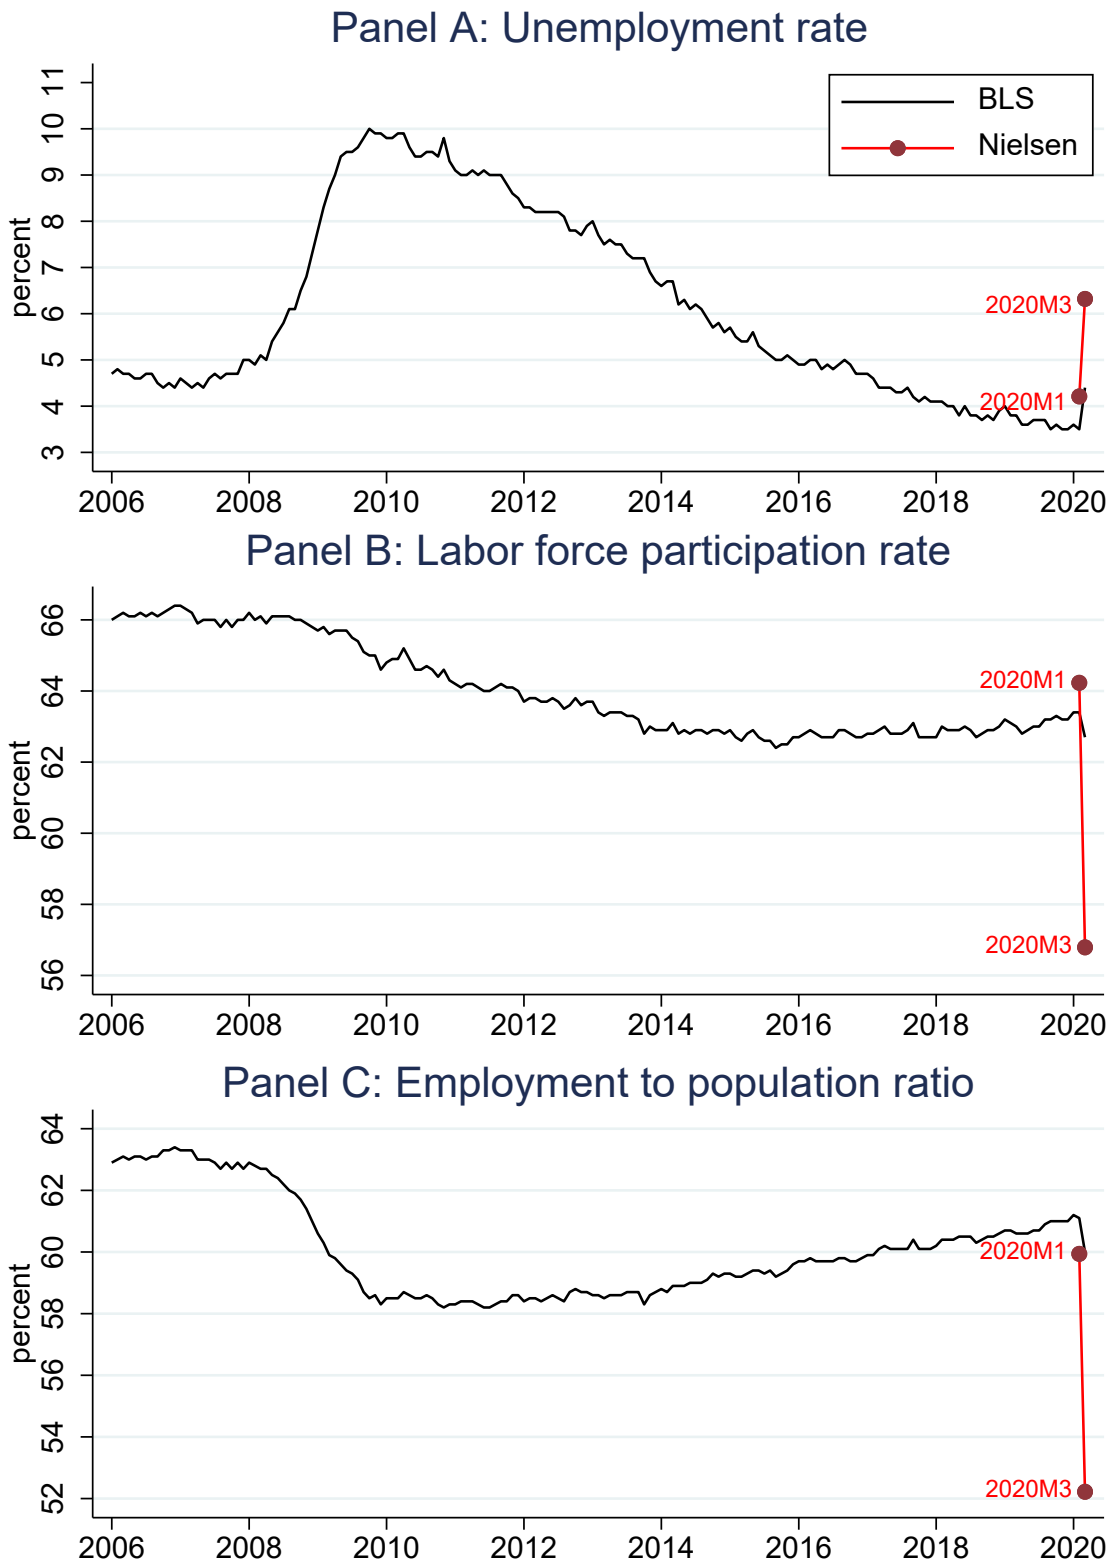 Panel A: Unemployment rate
percent
11
10
9
8
7
6
5
4
3
BLS
Nielsen
2020M3
2020M1
2006 2008 2010 2012 2014 2016 2018 2020
Panel B: Labor force participation rate
percent
66
64
62
60
58
56
2020M1
2020M3
2006 2008 2010 2012 2014 2016 2018 2020
Panel C: Employment to population ratio
percent
64
62
60
58
56
54
52
2020M1
2020M3
2006 2008 2010 2012 2014 2016 2018 2020